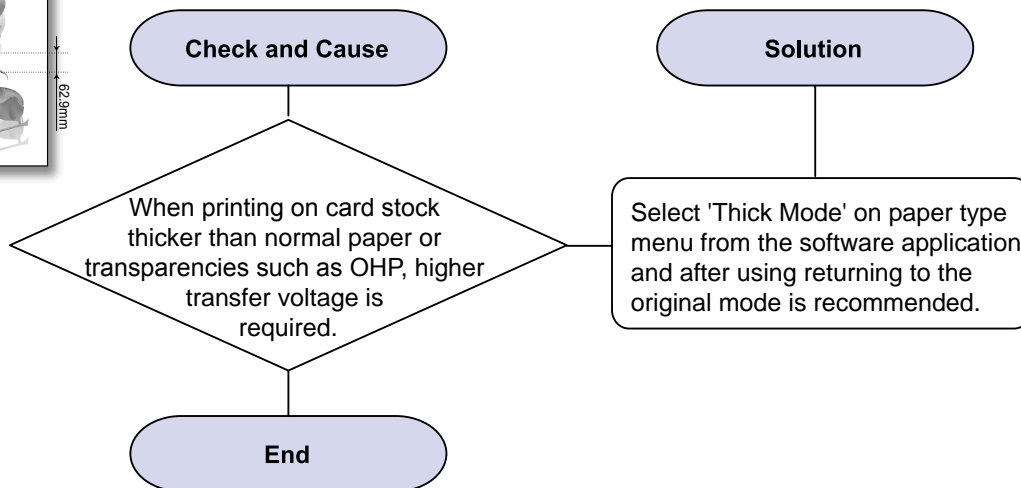 62.9mm
Check and Cause
Solution
When printing on card stock
thicker than normal paper or
transparencies such as OHP, higher
transfer voltage is
required.
Select 'Thick Mode' on paper type
menu from the software application
and after using returning to the
original mode is recommended.
End